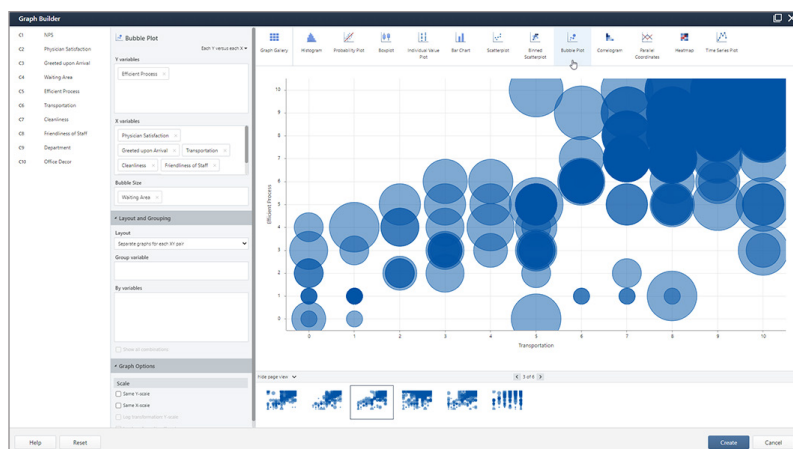 Graph Builder
C1 NPS
C2 Physician Satisfaction
C3 Greeted upon Arrival
C4 Waiting Area
C5 Efficient Process
C6 Transportation
C7 Cleanliness
C8 Friendliness of Staff
C9 Department
C10 Office Decor
Bubble Plot
Each Y versus each X
Y variables
Efficient Process ×
X variables
Physician Satisfaction ×
Greeted upon Arrival × Transportation ×
Cleanliness × Friendliness of Staff ×
Bubble Size
Waiting Area ×
Layout and Grouping
Layout
Separate graphs for each XY pair
Group variable
By variables
Show all combinations
Graph Options
Scale
Same Y-scale
Same X-scale
Log transformation Y scale
Graph Gallery
Histogram
Probability Plot
Boxplot
Individual Value
Plot
Bar Chart
Scatterplot
Binned
Scatterplot
Bubble Plot
Correlogram
Parallel
Coordinates
Heatmap
Time Series Plot
Efficient Process
10
9
8
7
6
5
4
3
2
1
0
0 1 2 3 4 5 6 7 8 9 10
Transportation
Hide page view
3 of 6
Help Reset
Create Cancel